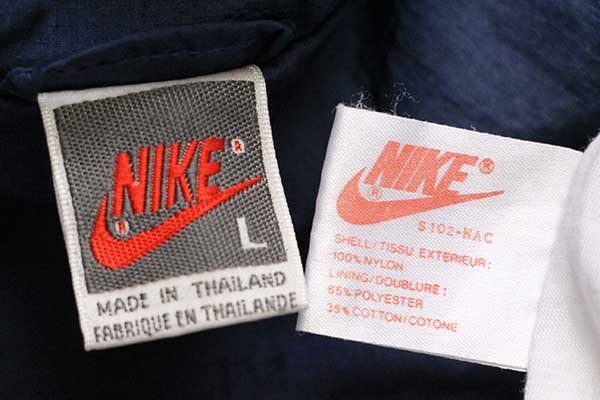 NIKE ®
®
L
MADE IN THAILAND
FABRIQUE EN THAILANDE
NIKE ®
®
S102-NAC
SHELL/TISSU EXTERIEUR:
100% NYLON
LINING/DOUBLURE:
65% POLYESTER
35% COTTON/COTONE